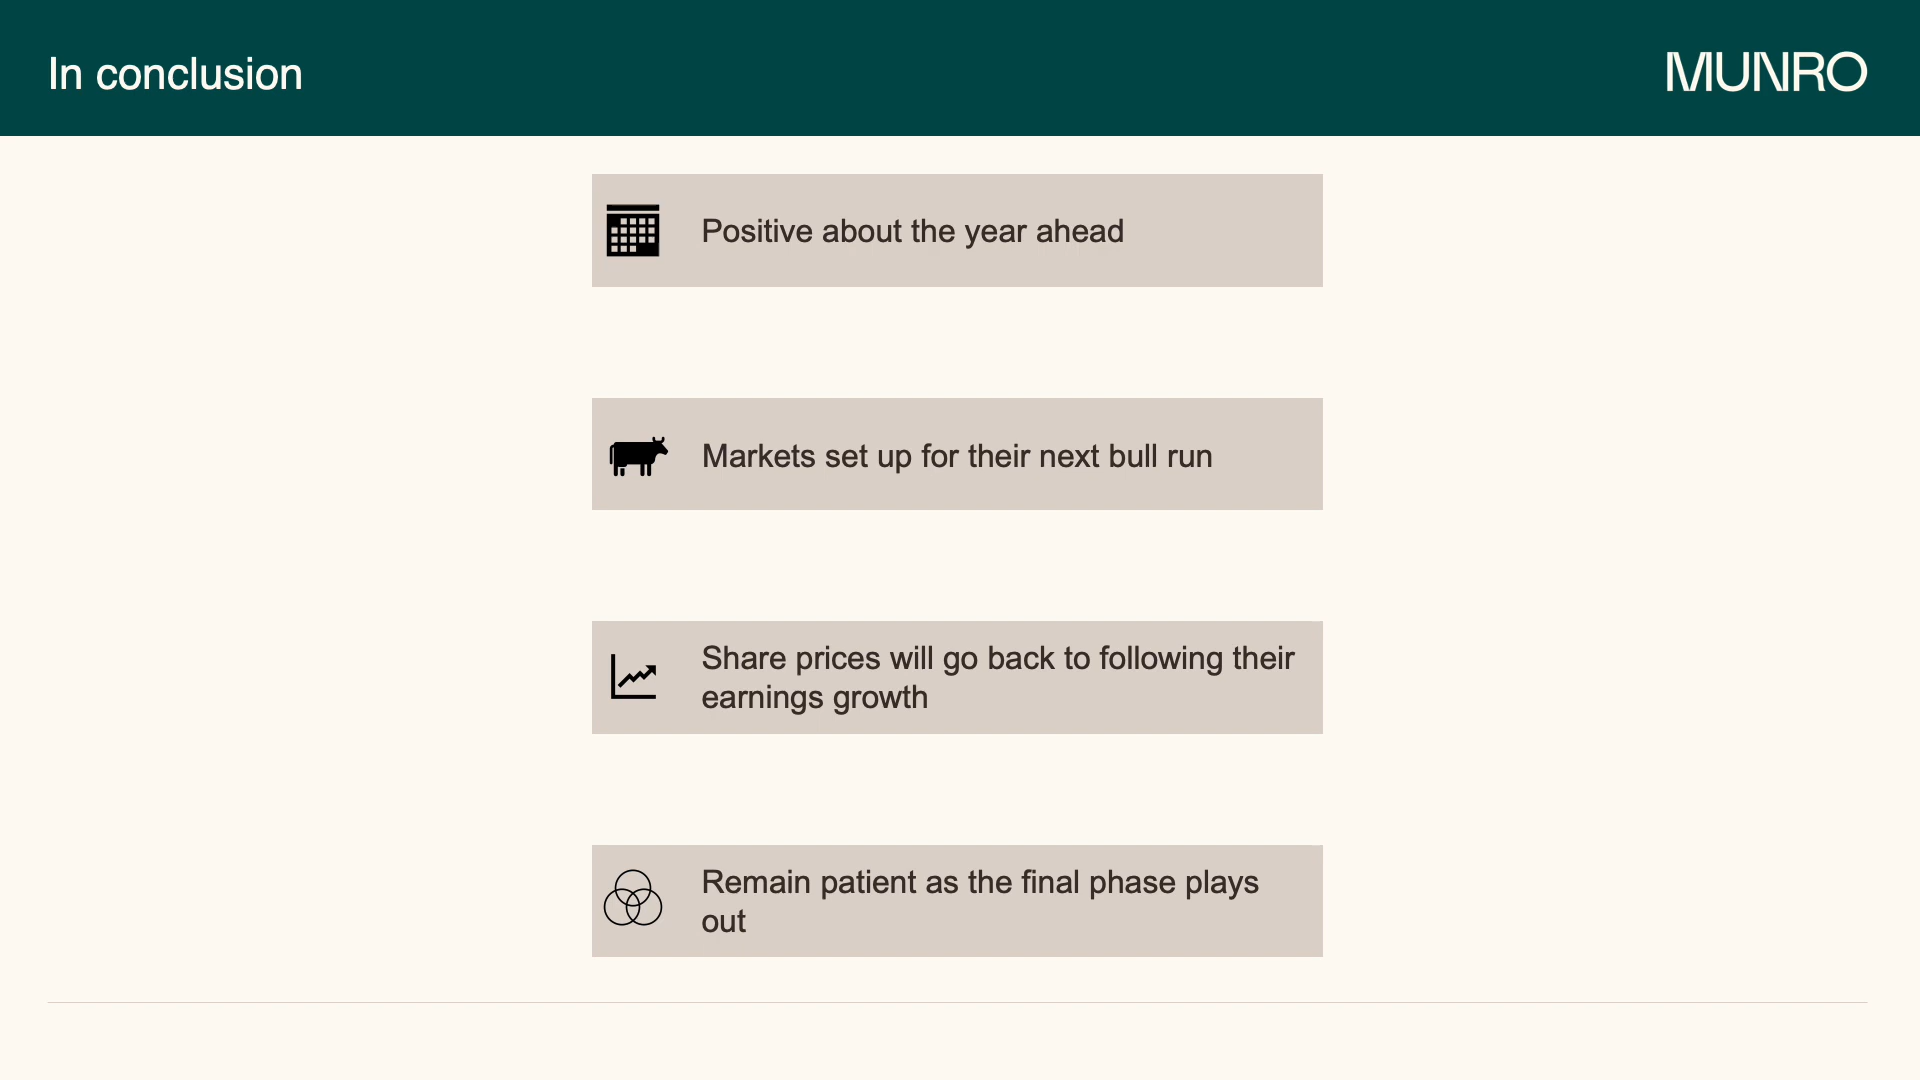 In conclusion
MUNRO
Positive about the year ahead
Markets set up for their next bull run
Share prices will go back to following their
earnings growth
Remain patient as the final phase plays
out